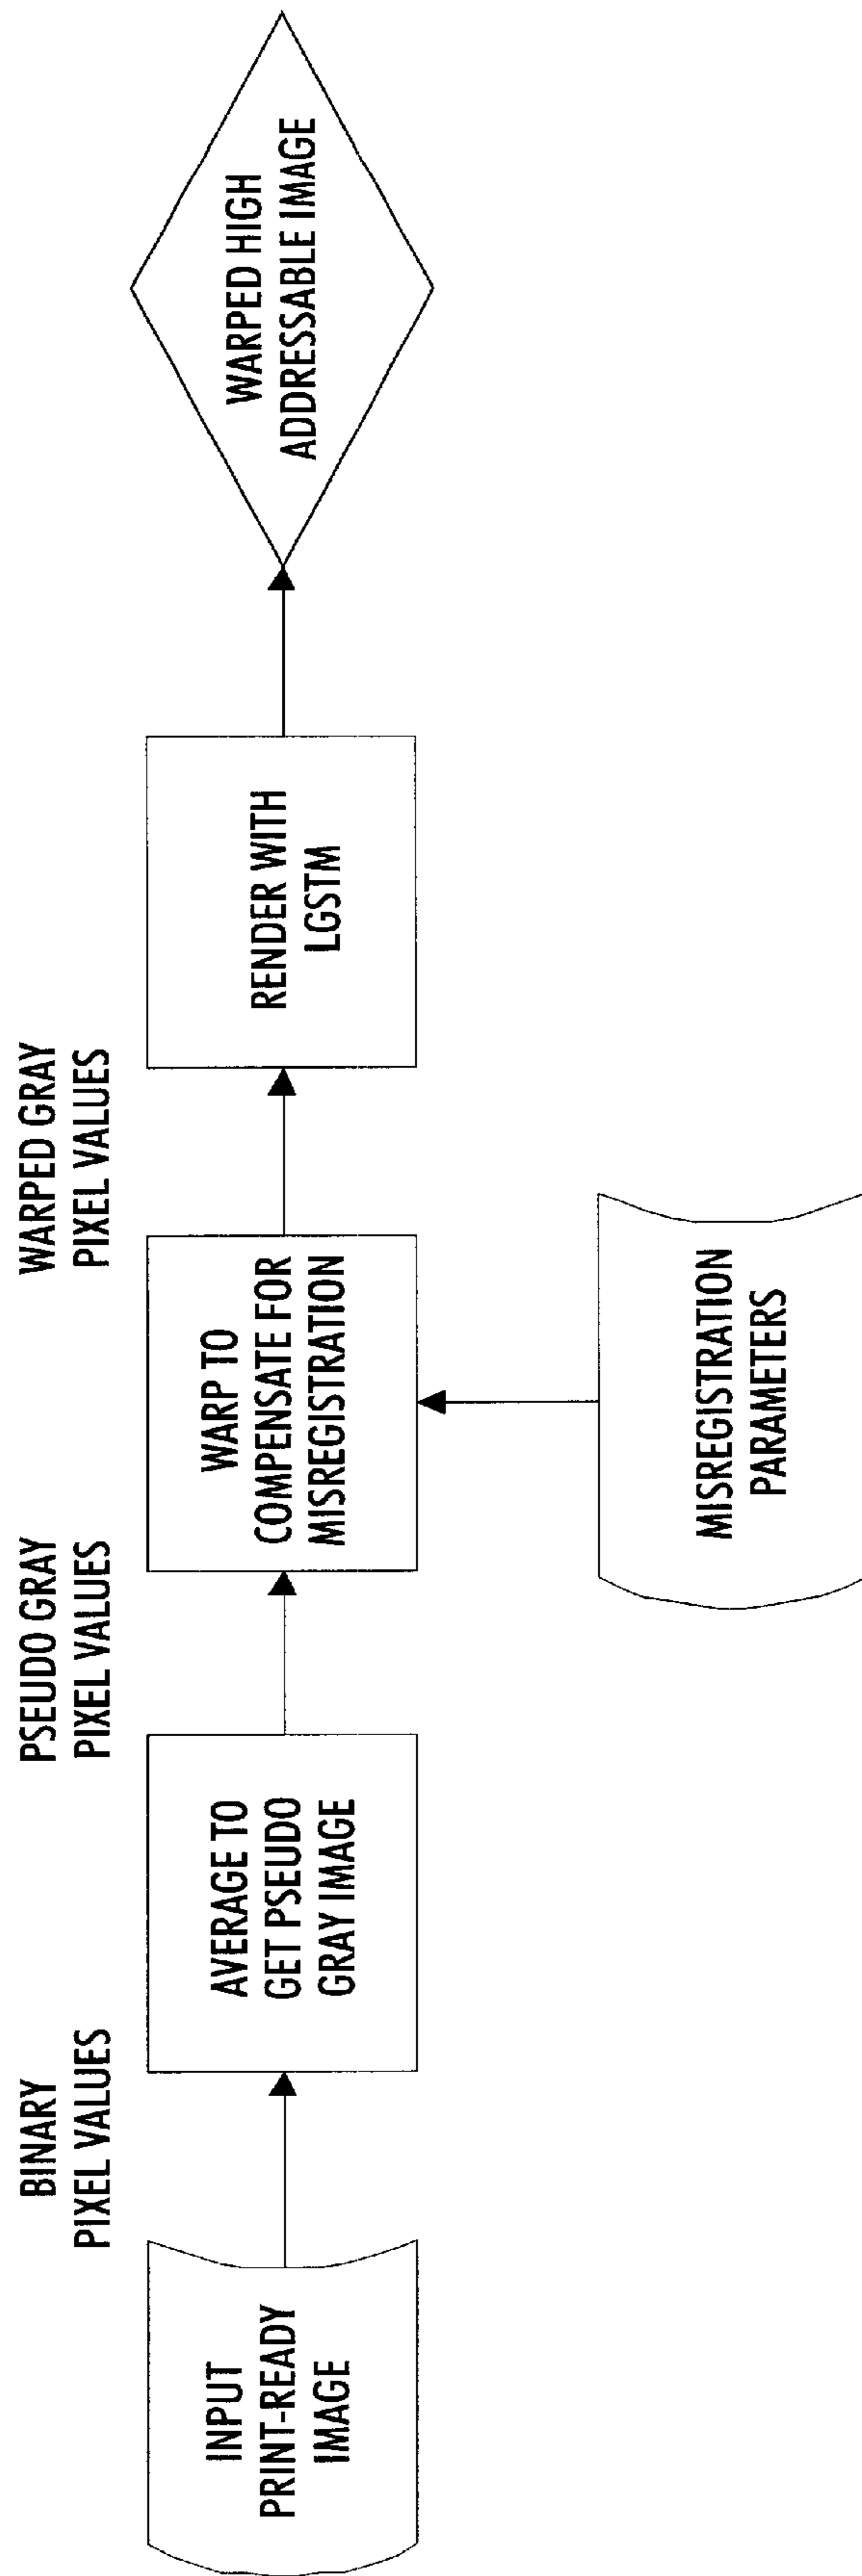 INPUT
PRINT-READY
IMAGE
BINARY
PIXEL VALUES
AVERAGE TO
GET PSEUDO
GRAY IMAGE
PSEUDO GRAY
PIXEL VALUES
WARP TO
COMPENSATE FOR
MISREGISTRATION
MISREGISTRATION
PARAMETERS
WARPED GRAY
PIXEL VALUES
RENDER WITH
LGSTM
WARPED HIGH
ADDRESSABLE IMAGE